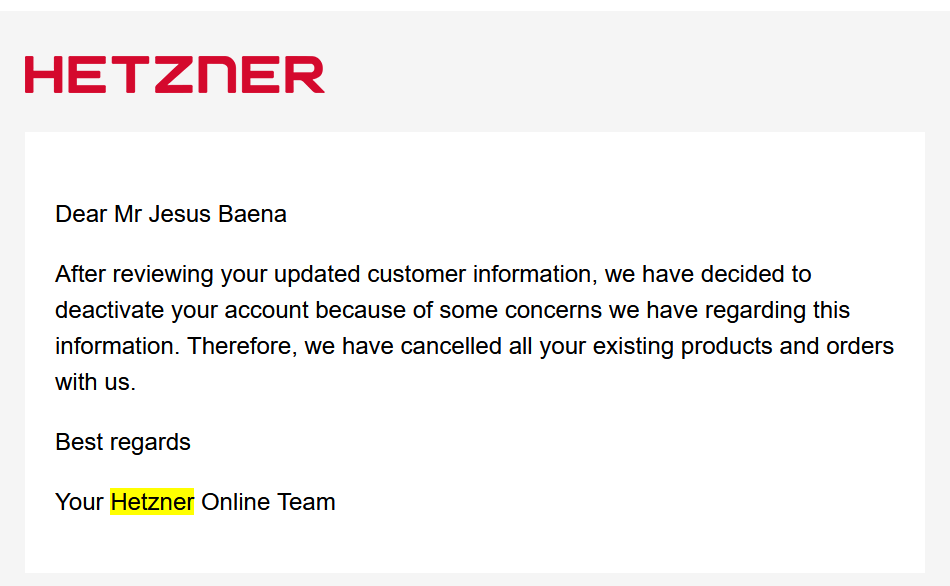 HETZNER
Dear Mr Jesus Baena
After reviewing your updated customer information, we have decided to
deactivate your account because of some concerns we have regarding this
information. Therefore, we have cancelled all your existing products and orders
with us.
Best regards
Your Hetzner Online Team